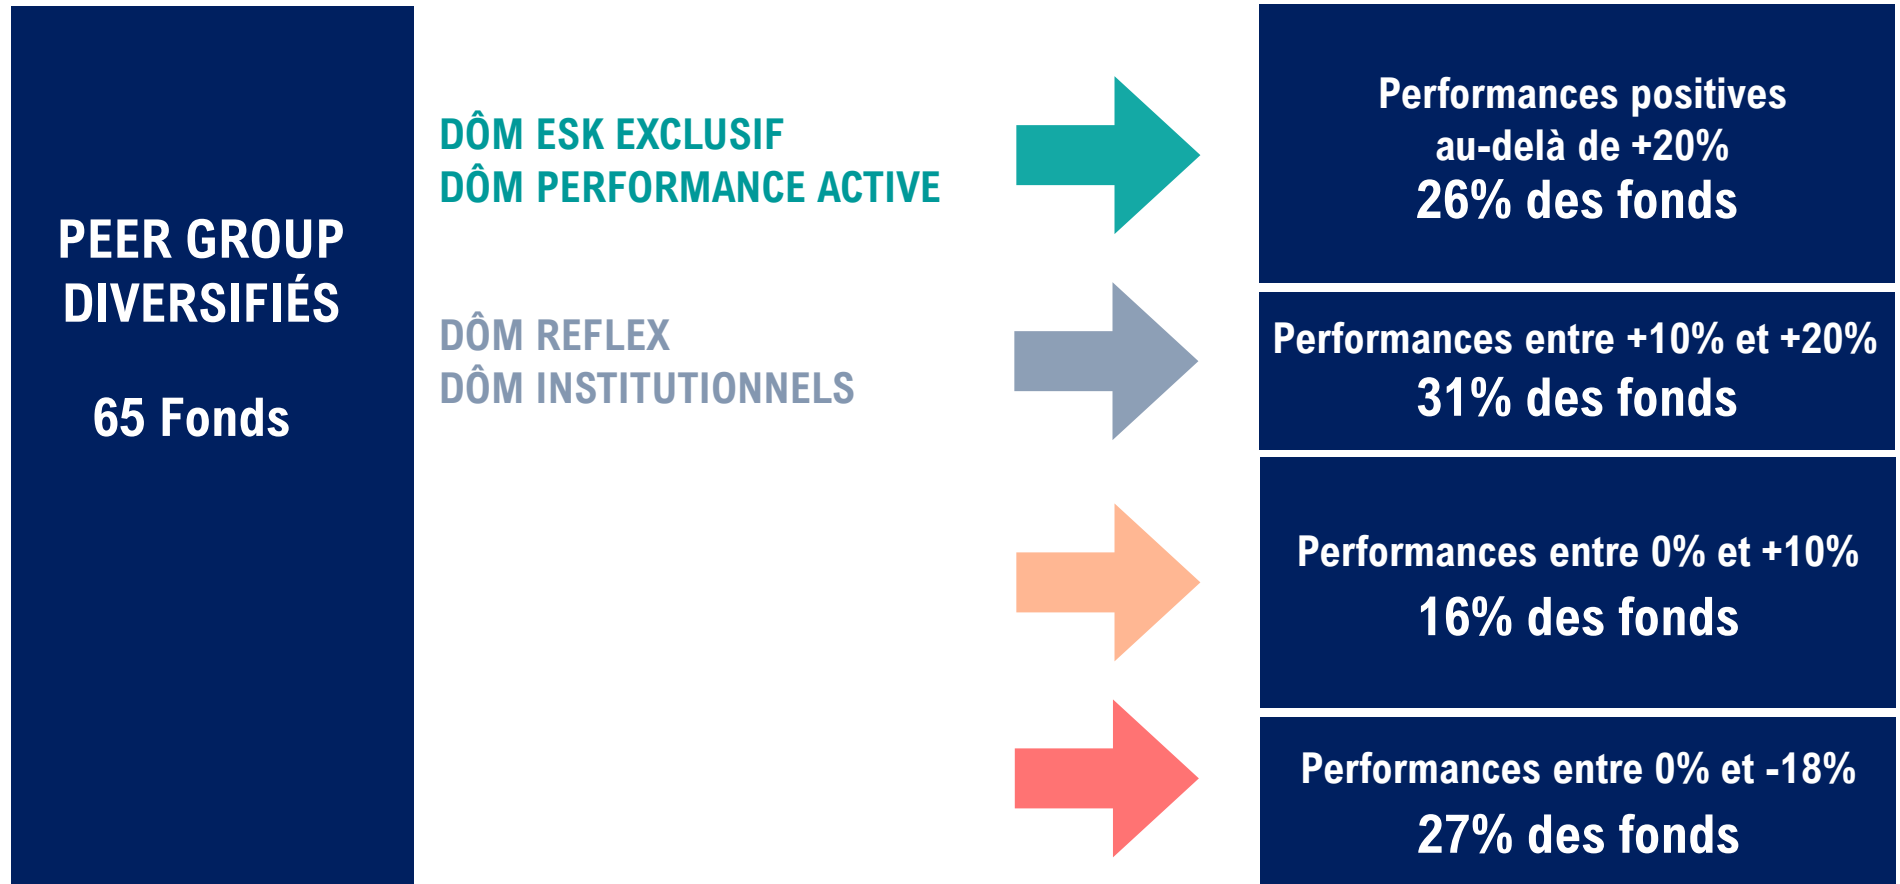 PEER GROUP
DIVERSIFIÉS
65 Fonds
DÔM ESK EXCLUSIF
DÔM PERFORMANCE ACTIVE
Performances positives
au-delà de +20%
26% des fonds
DÔM REFLEX
DÔM INSTITUTIONNELS
Performances entre +10% et +20%
31% des fonds
Performances entre 0% et +10%
16% des fonds
Performances entre 0% et -18%
27% des fonds